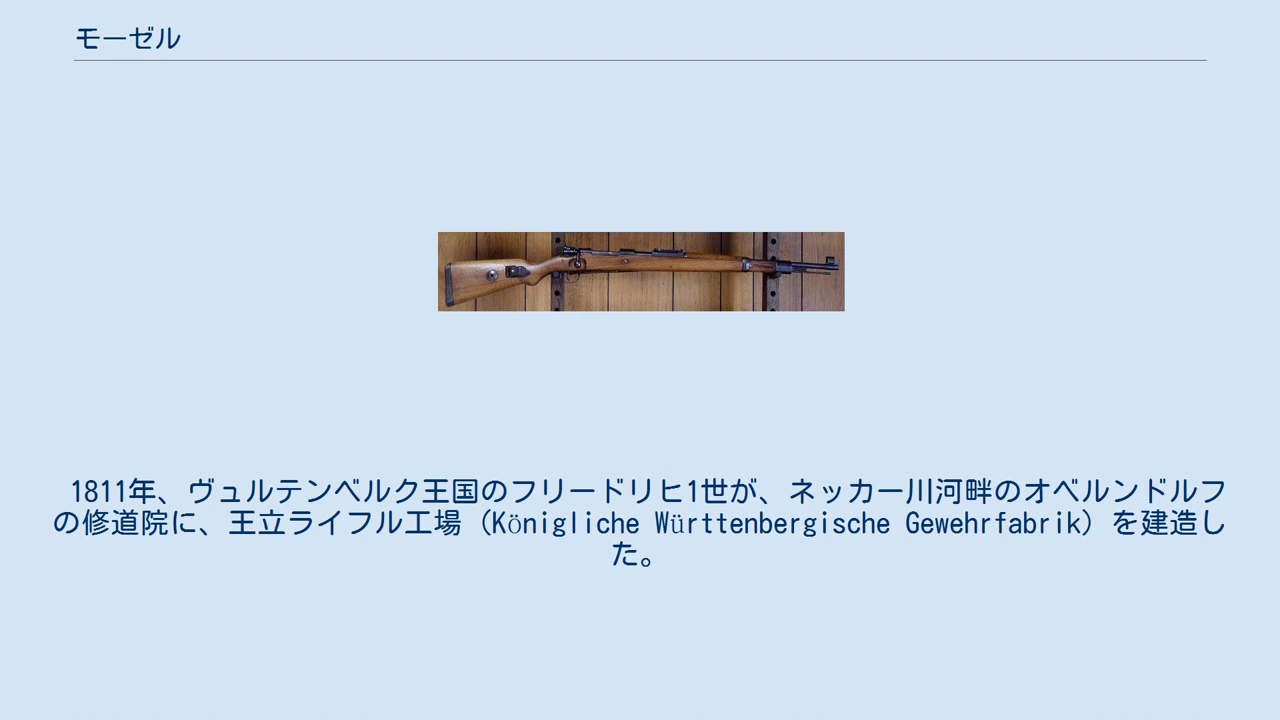 モーゼル
1811年、ヴュルテンベルク王国のフリードリヒ1世が、ネッカー川河畔のオベルンドルフ
の修道院に、王立ライフル工場（Königliche Württenbergische Gewehrfabrik）を建造し
た。